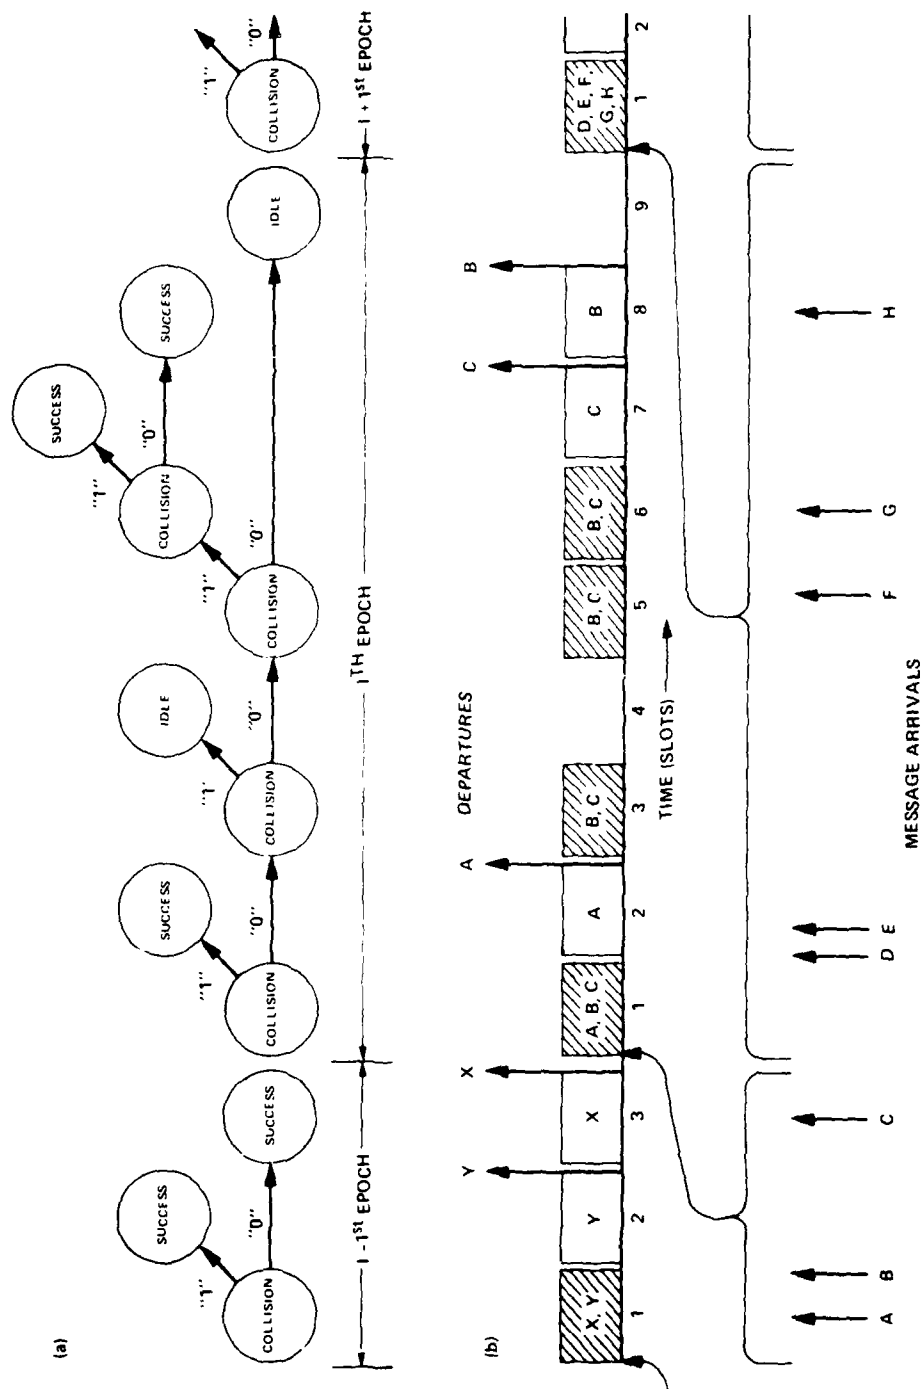 (a)
SUCCESS
SUCCESS
IDLE
SUCCESS
SUCCESS
"1" "1" "1" "1" "1" "1"
COLLISION "0" SUCCESS
COLLISION "0" COLLISION "0" COLLISION "0" IDLE
COLLISION "0"
COLLISION "0"
I - 1ST EPOCH
ITH EPOCH
I + 1ST EPOCH
(b)
DEPARTURES
Y X A C B
X, Y Y X A, B, C A B, C B, C B, C C B D, E, F, G, H
1 2 3 1 2 3 4 5 6 7 8 9 1 2
TIME (SLOTS)
A B C D E F G H
MESSAGE ARRIVALS